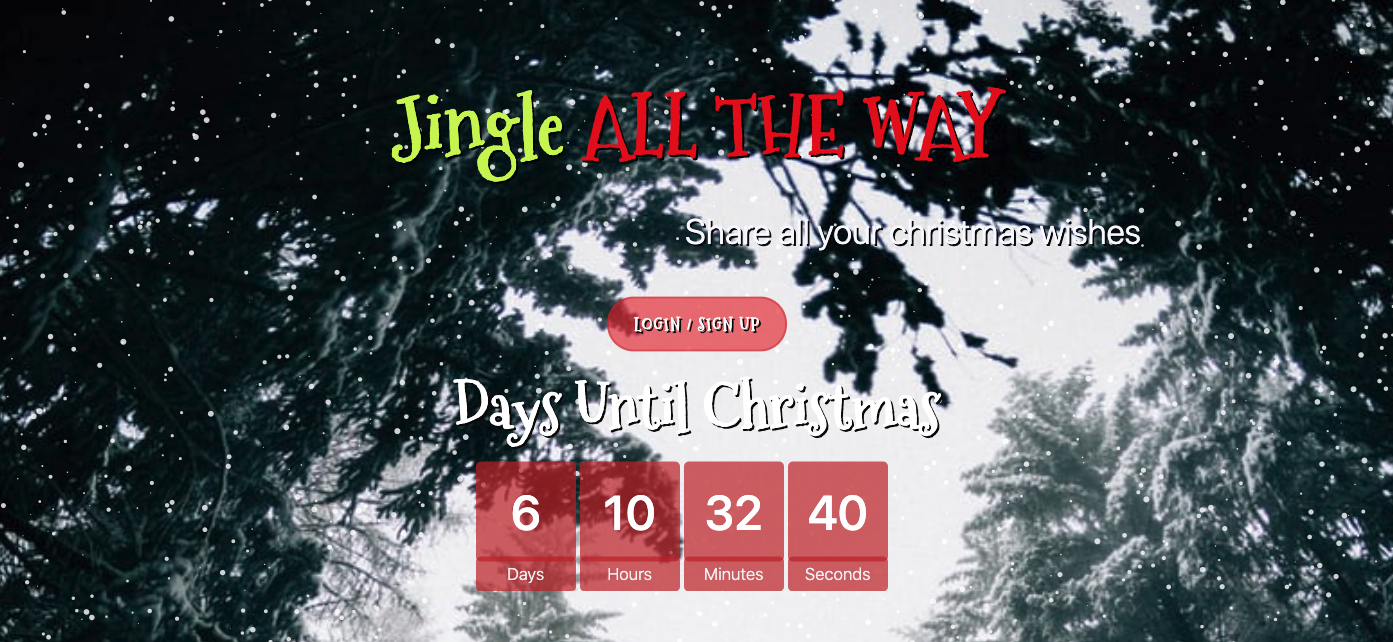 Jingle ALL THE WAY
Share all your christmas wishes
LOGIN / SIGN UP
Days Until Christmas
6 10 32 40
Days Hours Minutes Seconds